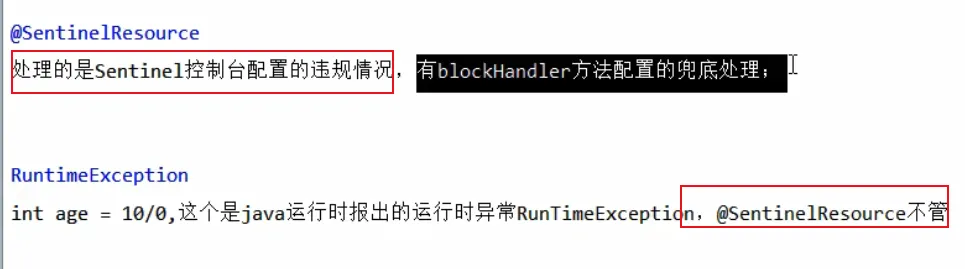 @SentinelResource
处理的是Sentinel控制台配置的违规情况，有blockHandler方法配置的兜底处理；
RuntimeException
int age = 10/0,这个是java运行时报出的运行时异常RunTimeException，@SentinelResource不管